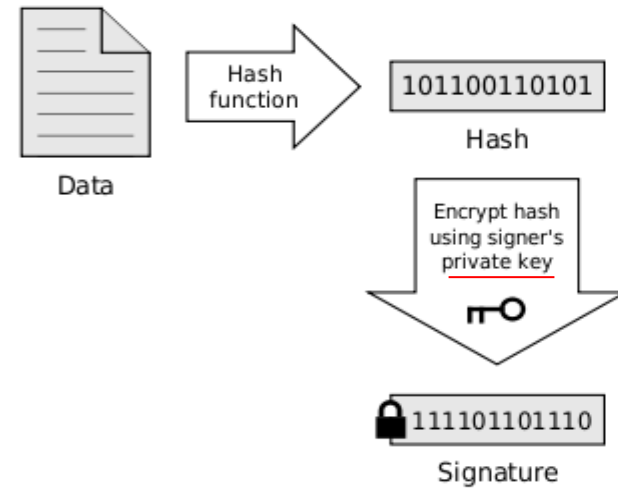 Data
Hash
function
101100110101
Hash
Encrypt hash
using signer's
private key
111101101110
Signature